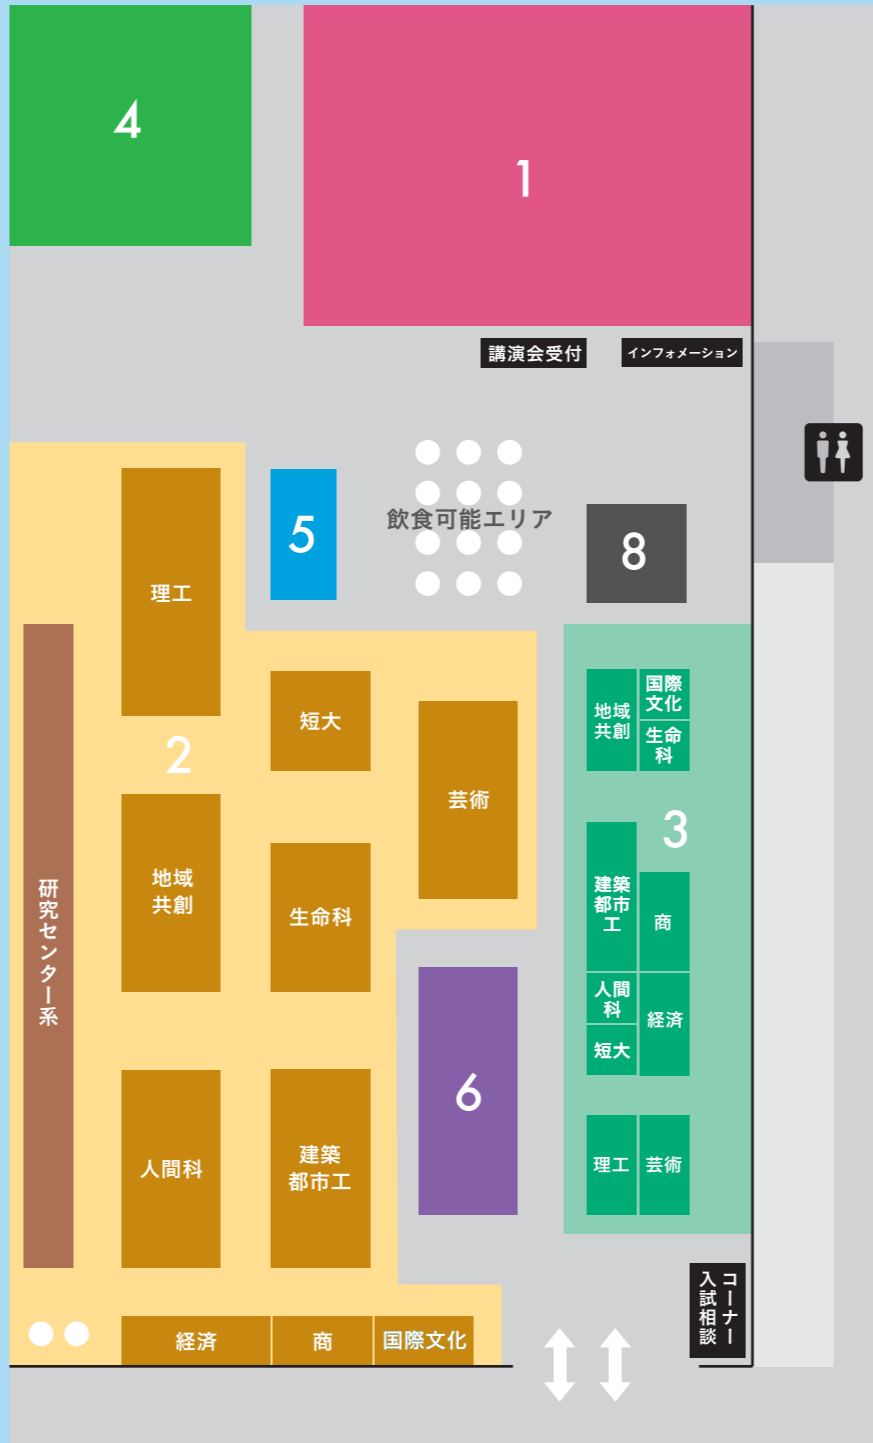 4
1
講演会受付
インフォメーション
飲食可能エリア
5
8
理工
2
短大
芸術
地域
共創
生命科
研究センター系
人間科
建築
都市工
6
経済
商
国際文化
地域
共創
国際
文化
生命
科
3
建築
都市
工
商
人間
科
経済
短大
理工
芸術
入試相談
コーナー